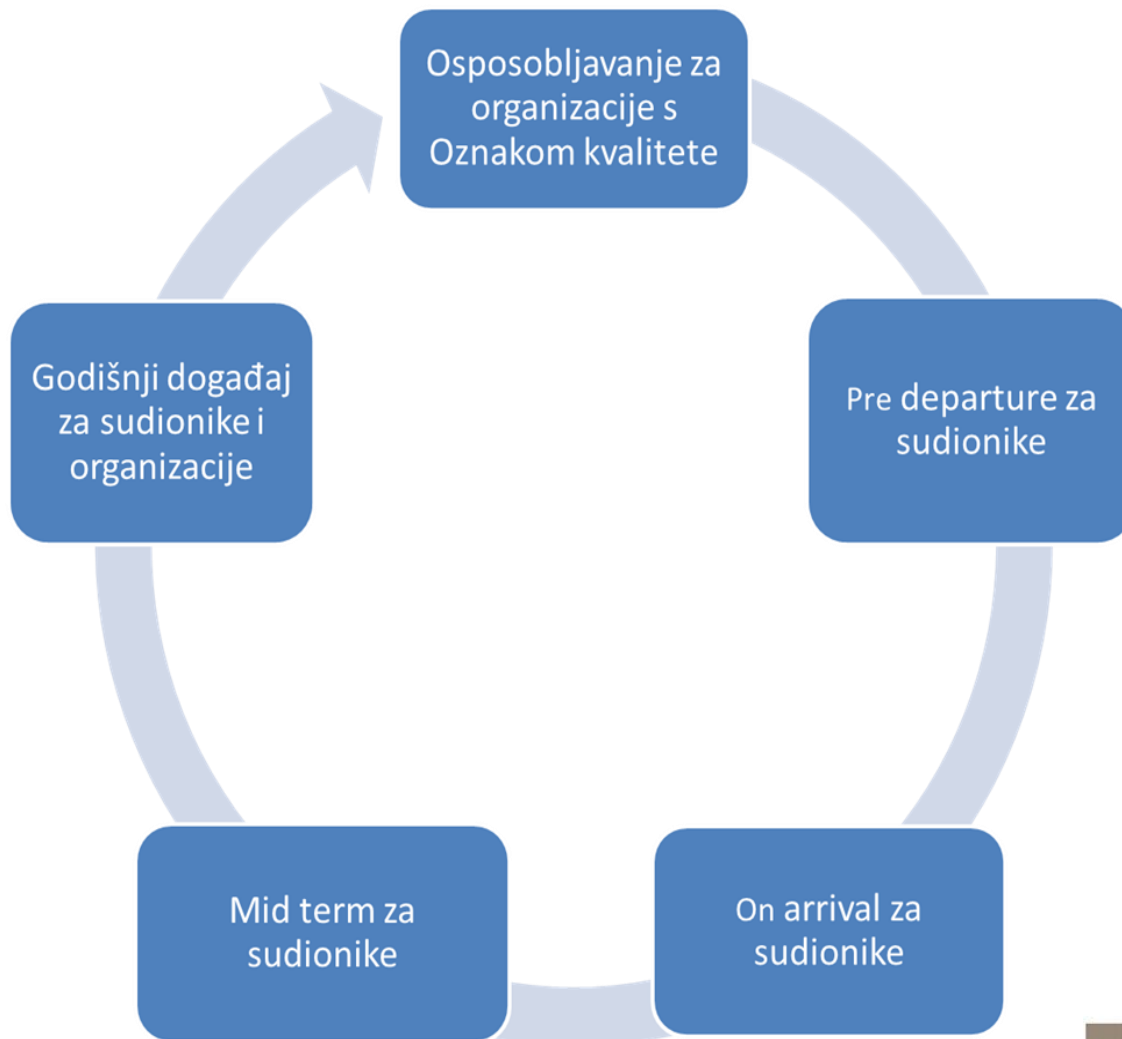 Osposobljavanje za
organizacije s
Oznakom kvalitete
Pre departure za
sudionike
On arrival za
sudionike
Mid term za
sudionike
Godišnji događaj
za sudionike i
organizacije